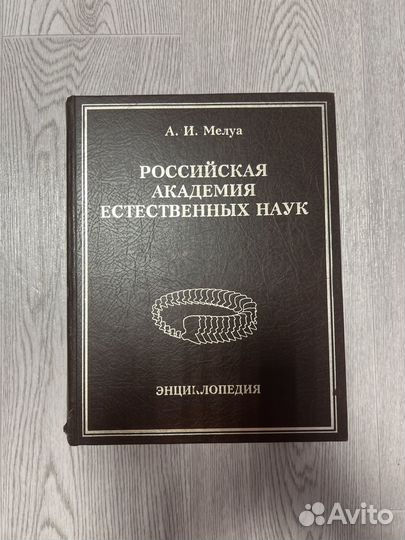 А. И. Мелуа
РОССИЙСКАЯ
АКАДЕМИЯ
ЕСТЕСТВЕННЫХ НАУК
ЭНЦИКЛОПЕДИЯ
Avito